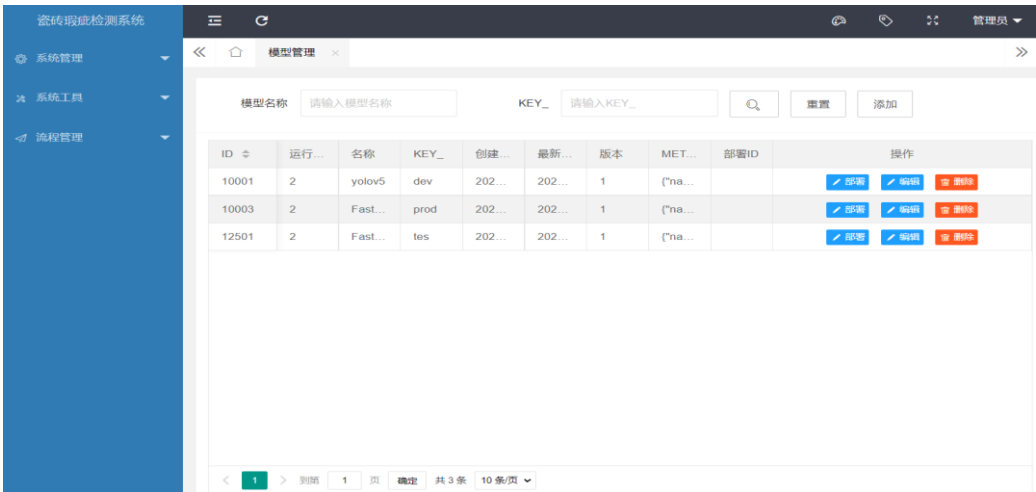 瓷砖瑕疵检测系统 管理员
系统管理 模型管理
模型名称 请输入模型名称 KEY_ 请输入KEY_ 重置 添加
系统工具
流程管理
ID 运行... 名称 KEY_ 创建... 最新... 版本 MET... 部署ID 操作
10001 2 yolov5 dev 202... 202... 1 {"na... 部署 编辑 删除
10003 2 Fast... prod 202... 202... 1 {"na... 部署 编辑 删除
12501 2 Fast... tes 202... 202... 1 {"na... 部署 编辑 删除
1 到第 1 页 确定 共 3 条 10 条/页